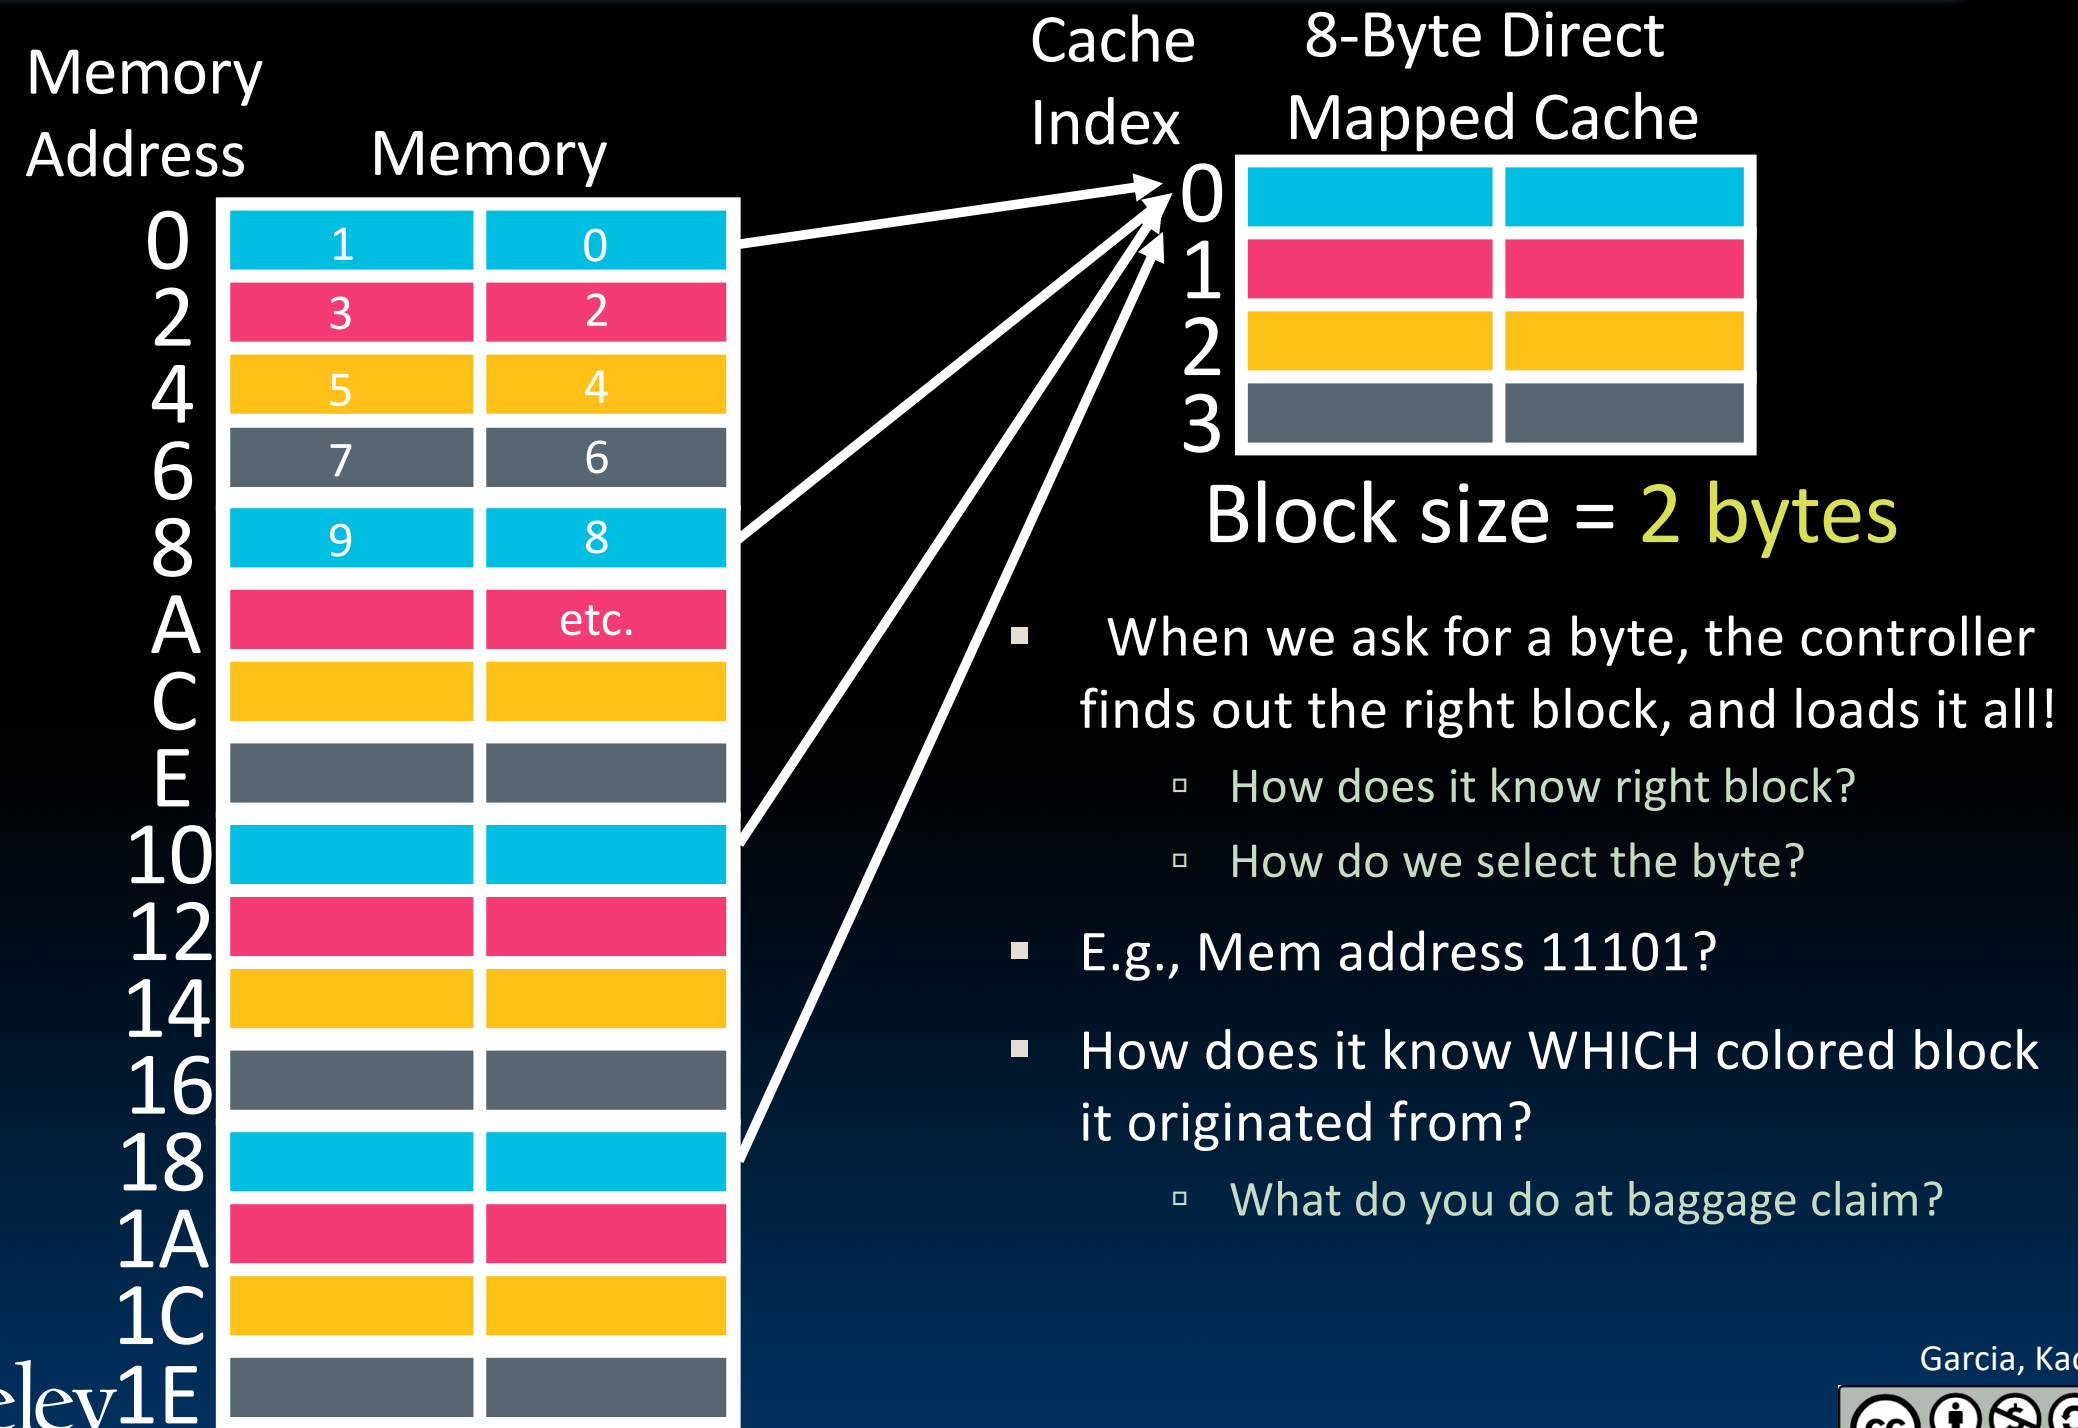 Memory
Address
Memory
0
1 0
2
3 2
4
5 4
6
7 6
8
9 8
A
etc.
C
E
10
12
14
16
18
1A
1C
1E
Cache
Index
8-Byte Direct
Mapped Cache
0
1
2
3
Block size = 2 bytes
When we ask for a byte, the controller
finds out the right block, and loads it all!
How does it know right block?
How do we select the byte?
E.g., Mem address 11101?
How does it know WHICH colored block
it originated from?
What do you do at baggage claim?
Garcia,
cc